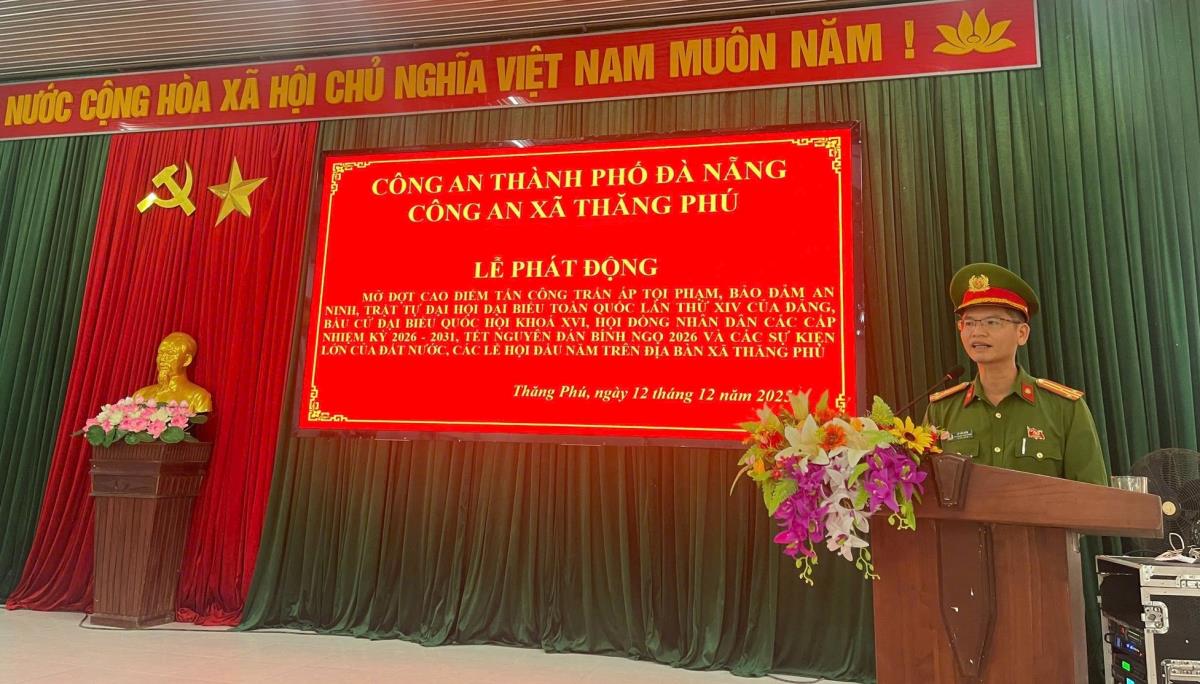 NƯỚC CỘNG HÒA XÃ HỘI CHỦ NGHĨA VIỆT NAM MUÔN NĂM !
CÔNG AN THÀNH PHỐ ĐÀ NẴNG
CÔNG AN XÃ THĂNG PHÚ
LỄ PHÁT ĐỘNG
MỞ ĐỢT CAO ĐIỂM TẤN CÔNG TRẤN ÁP TỘI PHẠM, BẢO ĐẢM AN
NINH, TRẬT TỰ ĐẠI HỘI ĐẠI BIỂU TOÀN QUỐC LẦN THỨ XIV CỦA ĐẢNG,
BẦU CỬ ĐẠI BIỂU QUỐC HỘI KHOÁ XVI, HỘI ĐỒNG NHÂN DÂN CÁC CẤP
NHIỆM KỲ 2026 - 2031, TẾT NGUYÊN ĐÁN BÍNH NGỌ 2026 VÀ CÁC SỰ KIỆN
LỚN CỦA ĐẤT NƯỚC, CÁC LỄ HỘI ĐẦU NĂM TRÊN ĐỊA BÀN XÃ THĂNG PHÚ
Thăng Phú, ngày 12 tháng 12 năm 2025